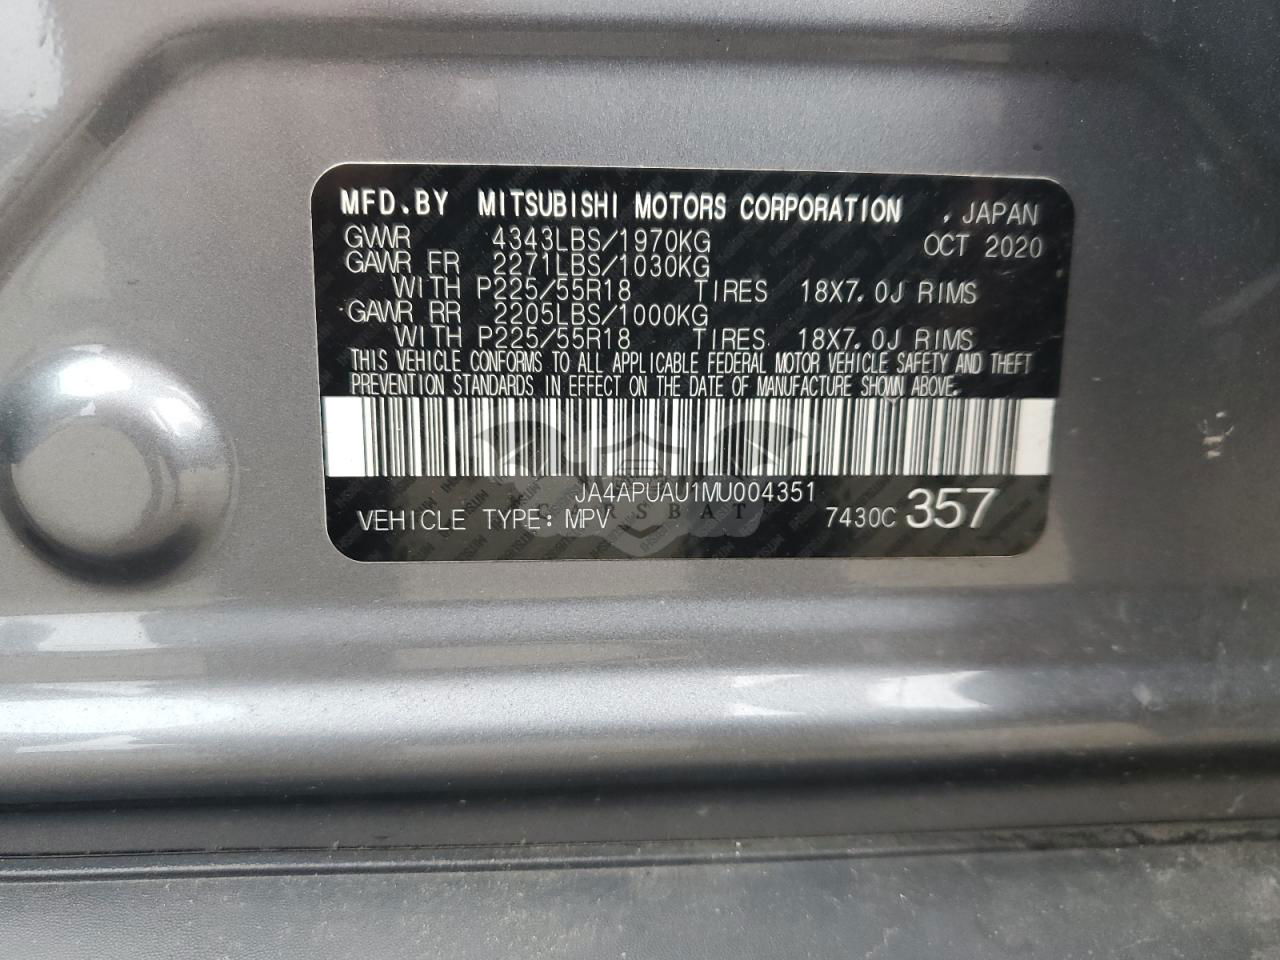 MFD.BY MITSUBISHI MOTORS CORPORATION , JAPAN
GVWR 4343LBS/1970KG OCT 2020
GAWR FR 2271LBS/1030KG
WITH P225/55R18 TIRES 18X7.0J RIMS
GAWR RR 2205LBS/1000KG
WITH P225/55R18 TIRES 18X7.0J RIMS
THIS VEHICLE CONFORMS TO ALL APPLICABLE FEDERAL MOTOR VEHICLE SAFETY AND THEFT
PREVENTION STANDARDS IN EFFECT ON THE DATE OF MANUFACTURE SHOWN ABOVE.
JA4APUAU1MU004351
VEHICLE TYPE: MPV 7430C 357